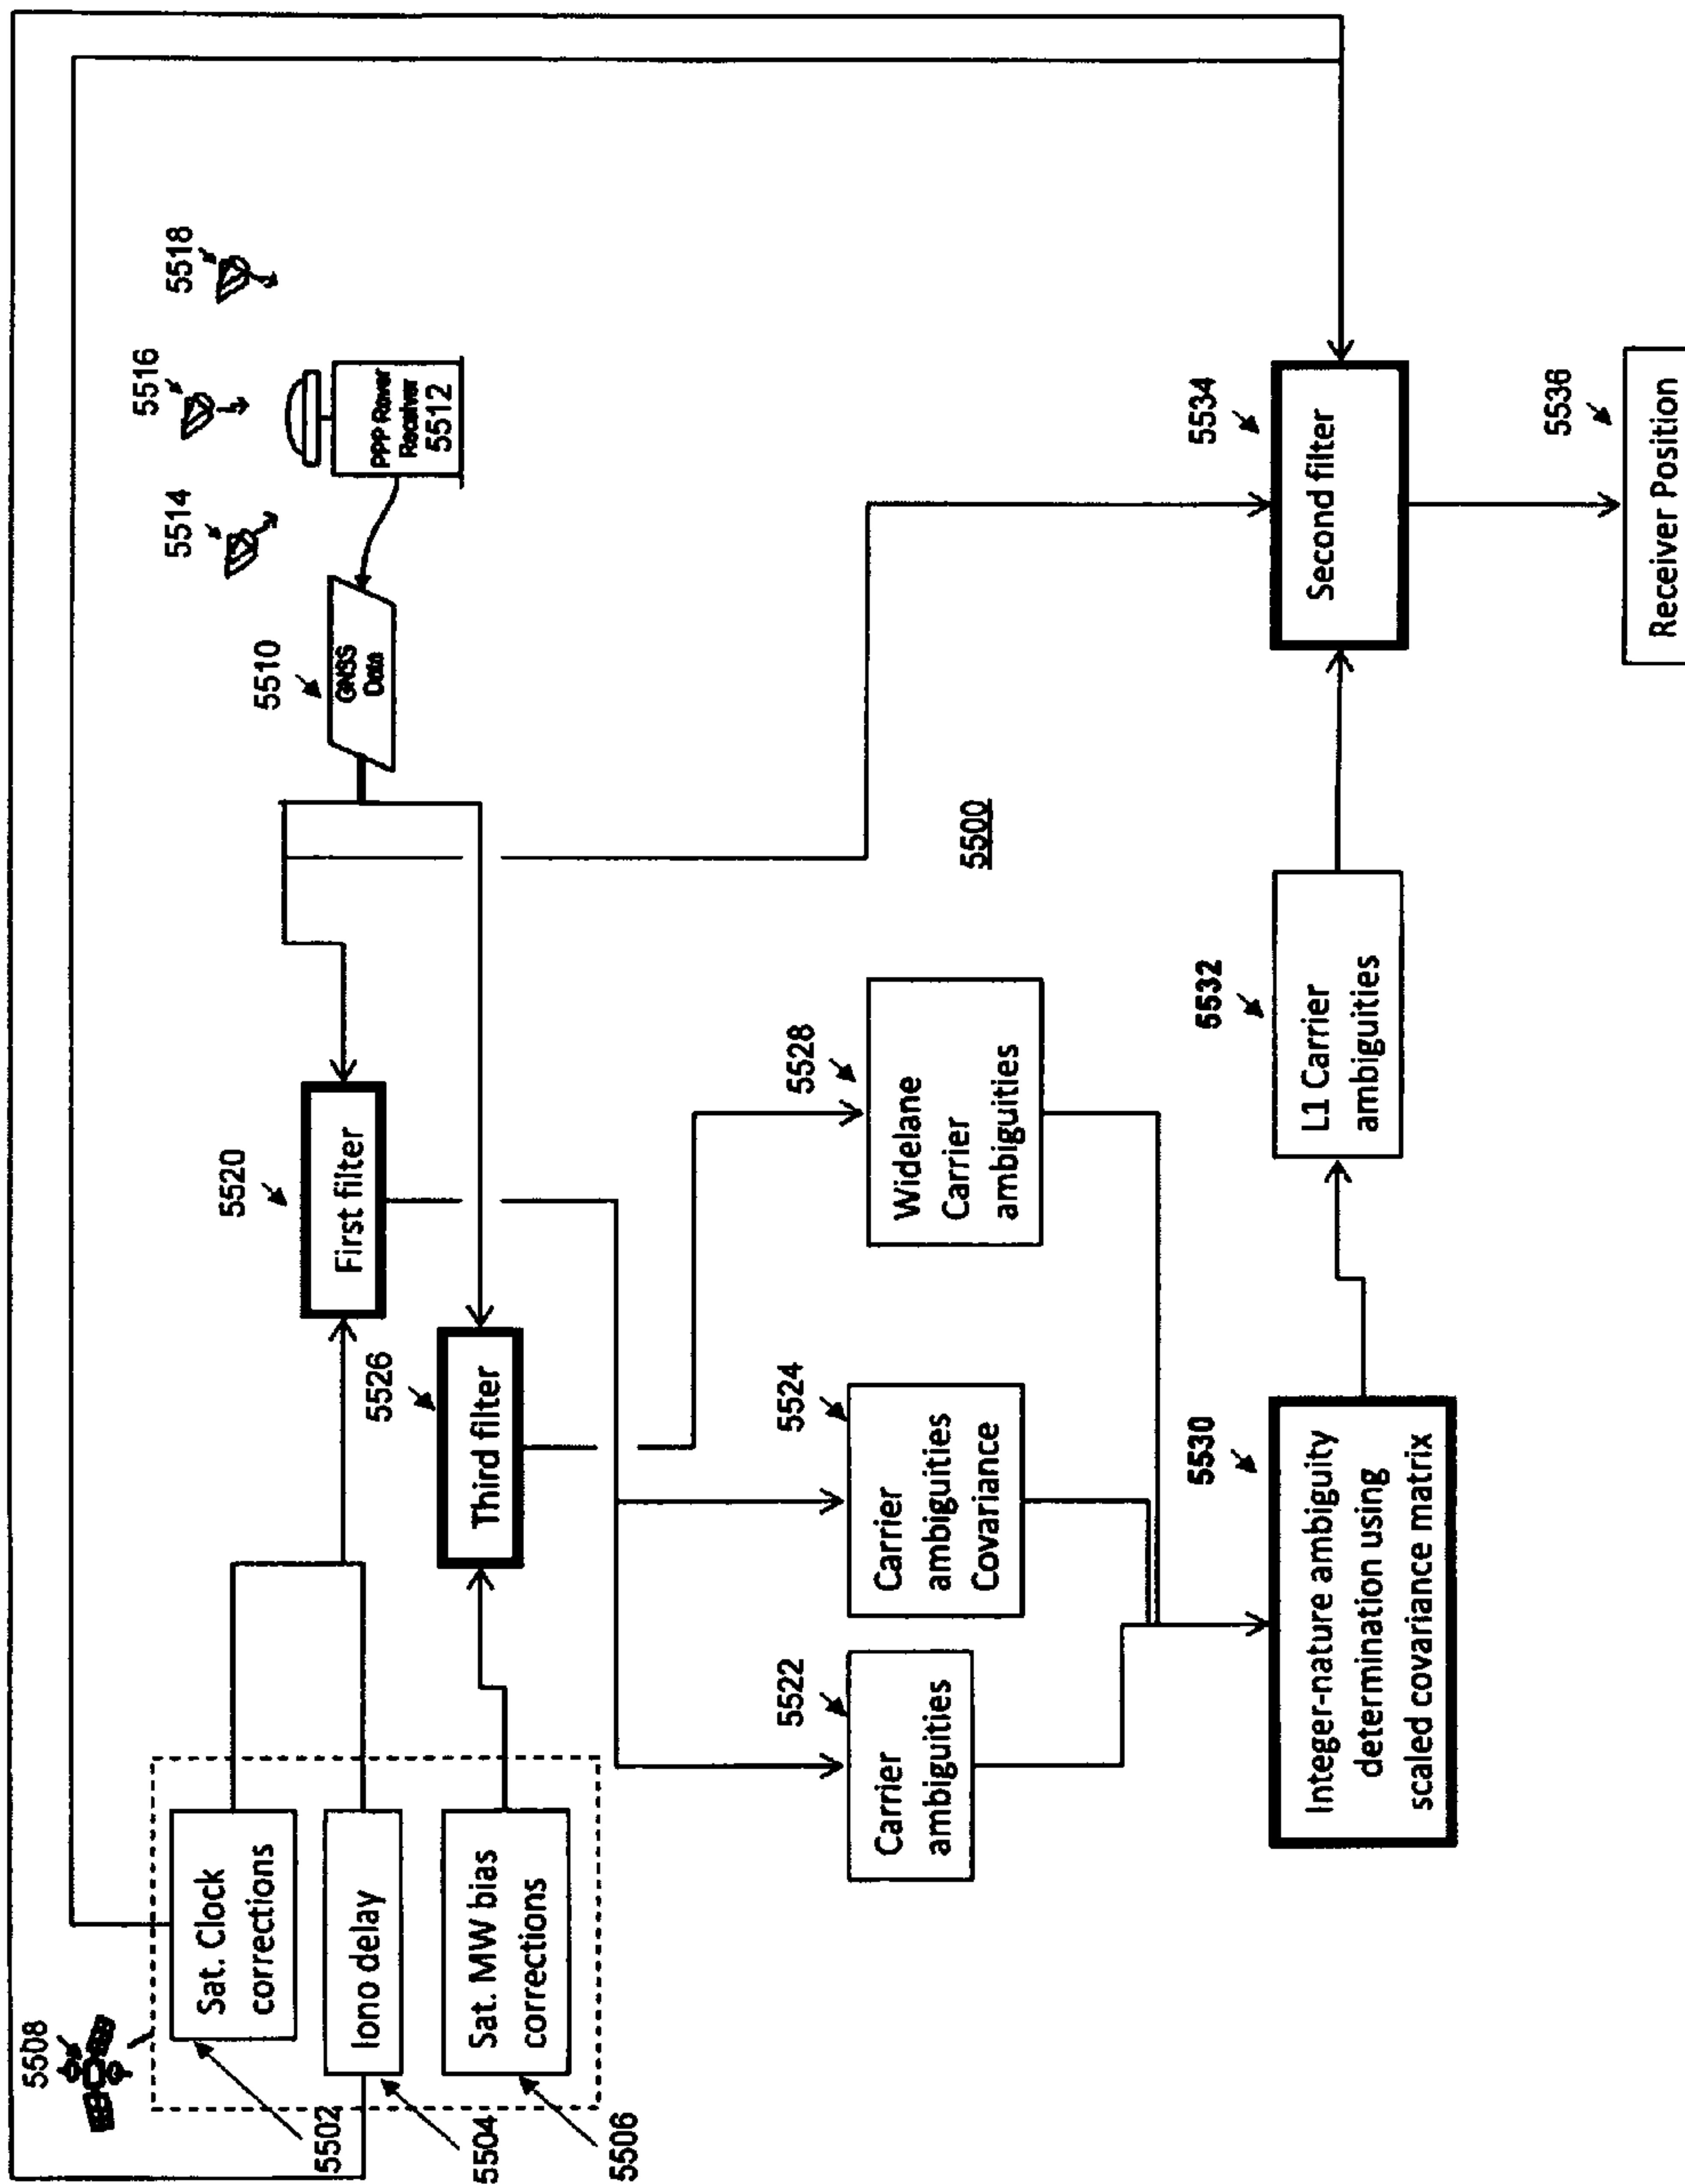 5508
5502
5504
5506
Sat. Clock
corrections
Iono delay
Sat. MW bias
corrections
5520
First filter
5526
Third filter
5510
GNSS
Data
5514
5516
5518
PPP Rover
Receiver
5512
5522
Carrier
ambiguities
5524
Carrier
ambiguities
Covariance
5528
Widelane
Carrier
ambiguities
5500
5530
Integer-nature ambiguity
determination using
scaled covariance matrix
5532
L1 Carrier
ambiguities
5534
Second filter
5536
Receiver Position